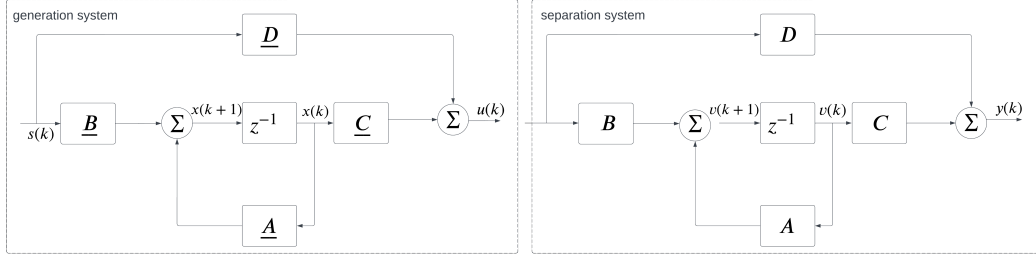 generation system
separation system
D
D
s(k)
B
Σ
x(k + 1)
z⁻¹
x(k)
C
Σ
u(k)
B
Σ
v(k + 1)
z⁻¹
v(k)
C
Σ
y(k)
A
A